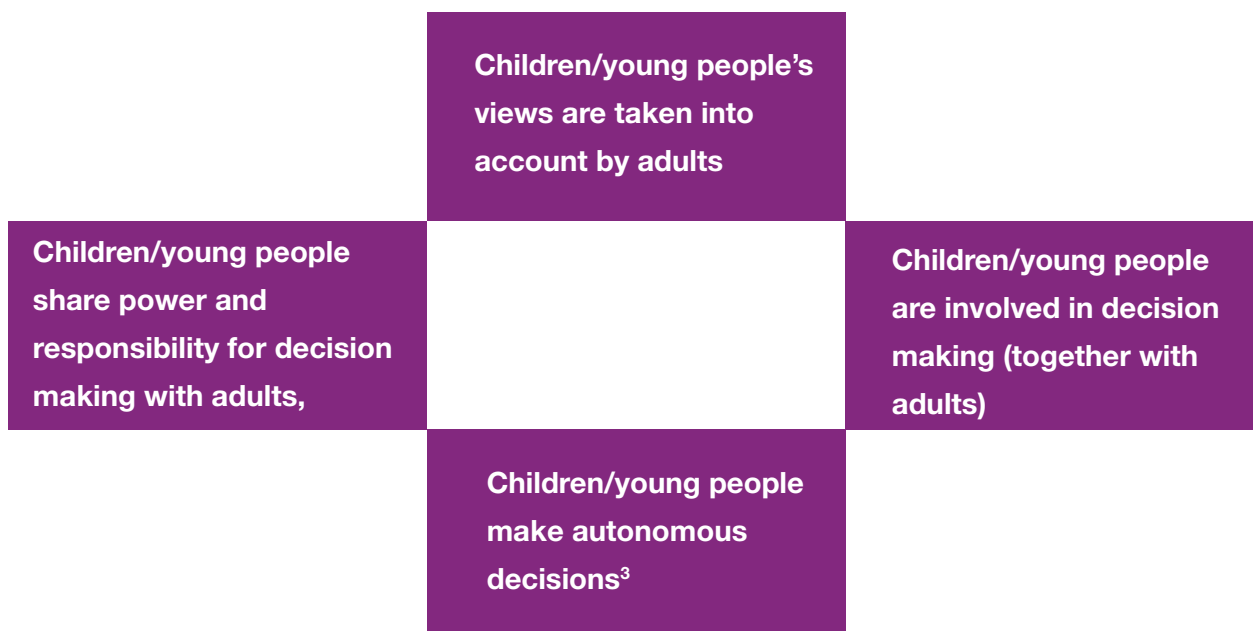 Children/young people’s
views are taken into
account by adults
Children/young people
share power and
responsibility for decision
making with adults,
Children/young people
are involved in decision
making (together with
adults)
Children/young people
make autonomous
decisions³